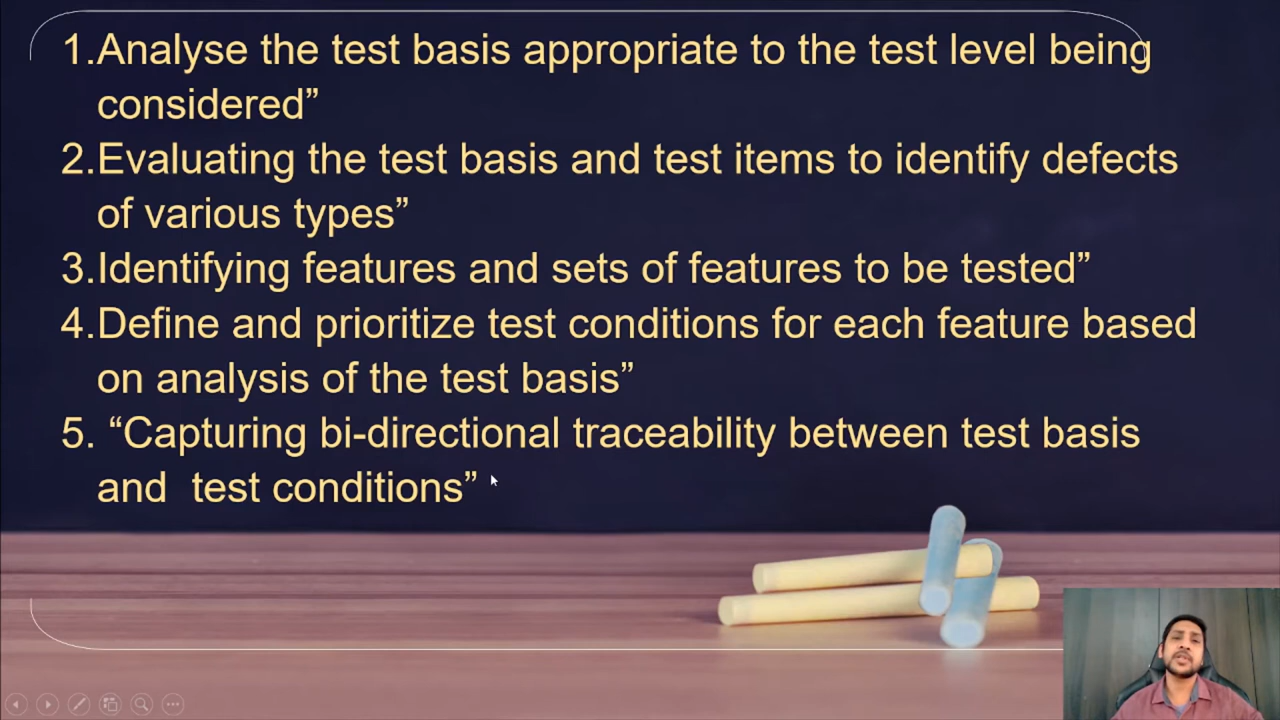 1.Analyse the test basis appropriate to the test level being
considered”
2.Evaluating the test basis and test items to identify defects
of various types”
3.Identifying features and sets of features to be tested”
4.Define and prioritize test conditions for each feature based
on analysis of the test basis”
5. “Capturing bi-directional traceability between test basis
and  test conditions”